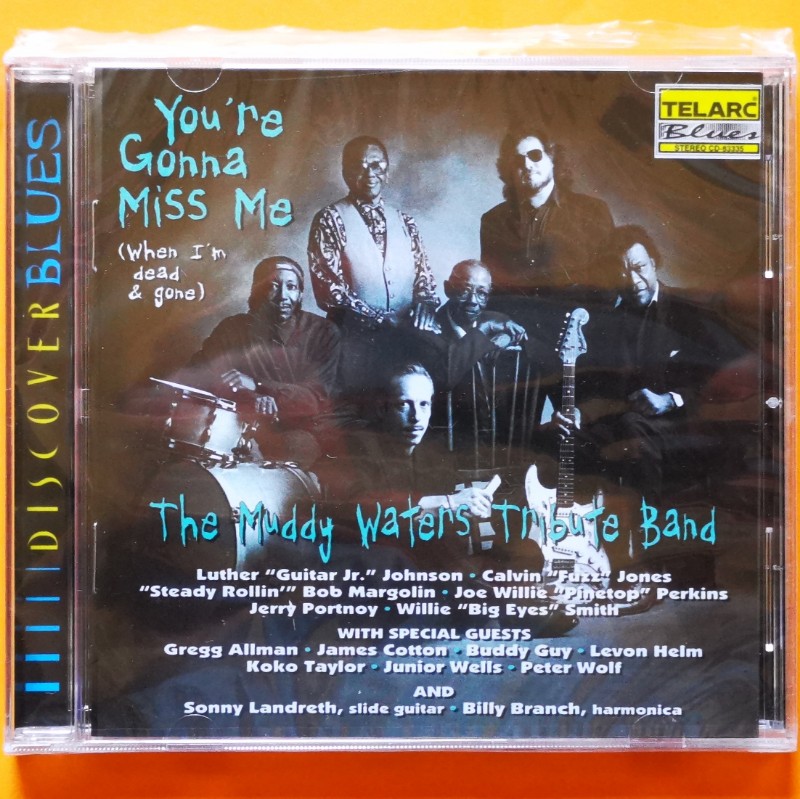 DISCOVER BLUES
You're
Gonna
Miss Me
(When I'm
dead
& gone)
TELARC®
Blues
STEREO CD-83335
The Muddy Waters Tribute Band
Luther "Guitar Jr." Johnson • Calvin "Fuzz" Jones
"Steady Rollin'" Bob Margolin • Joe Willie "Pinetop" Perkins
Jerry Portnoy • Willie "Big Eyes" Smith
WITH SPECIAL GUESTS
Gregg Allman • James Cotton • Buddy Guy • Levon Helm
Koko Taylor • Junior Wells • Peter Wolf
AND
Sonny Landreth, slide guitar • Billy Branch, harmonica